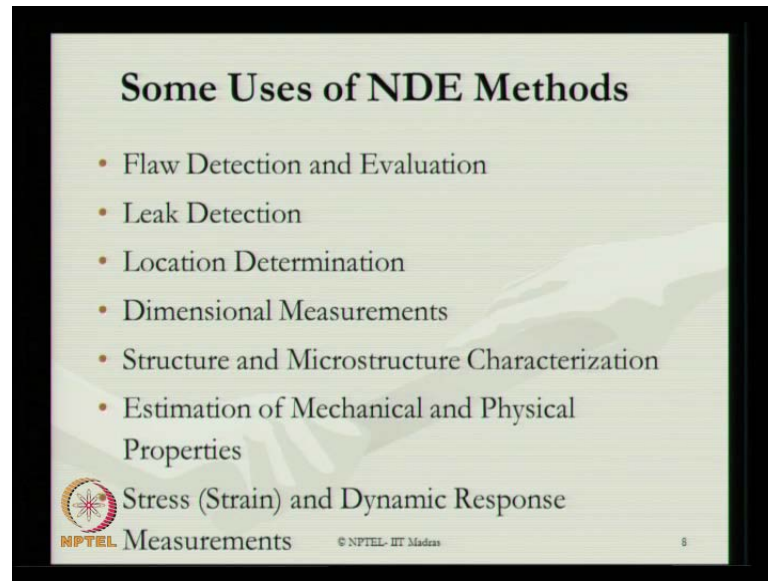 Some Uses of NDE Methods
• Flaw Detection and Evaluation
• Leak Detection
• Location Determination
• Dimensional Measurements
• Structure and Microstructure Characterization
• Estimation of Mechanical and Physical
Properties
Stress (Strain) and Dynamic Response
Measurements
NPTEL
© NPTEL- IIT Madras
8